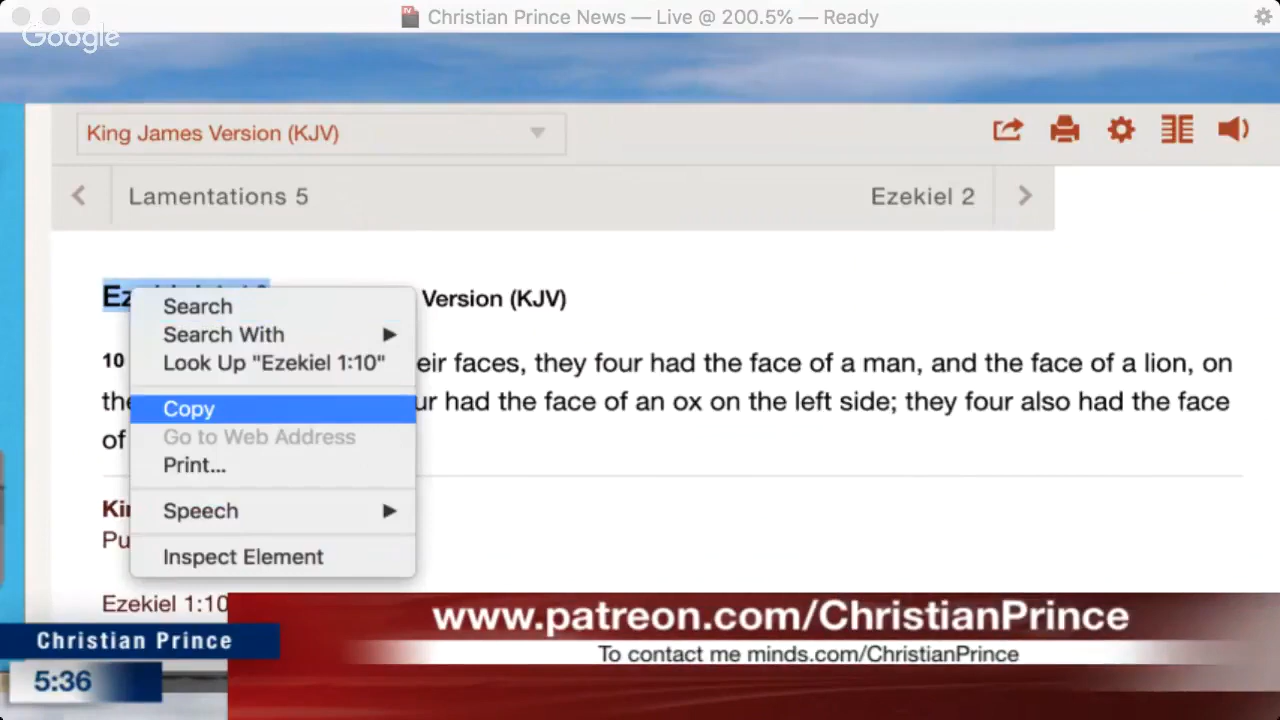 Christian Prince News — Live @ 200.5% — Ready
Google
King James Version (KJV)
Lamentations 5
Ezekiel 2
Version (KJV)
Search
Search With
Look Up "Ezekiel 1:10"
10 eir faces, they four had the face of a man, and the face of a lion, on
the ur had the face of an ox on the left side; they four also had the face
of
Copy
Go to Web Address
Print...
Speech
Inspect Element
Ezekiel 1:10
www.patreon.com/ChristianPrince
To contact me minds.com/ChristianPrince
Christian Prince
5:36